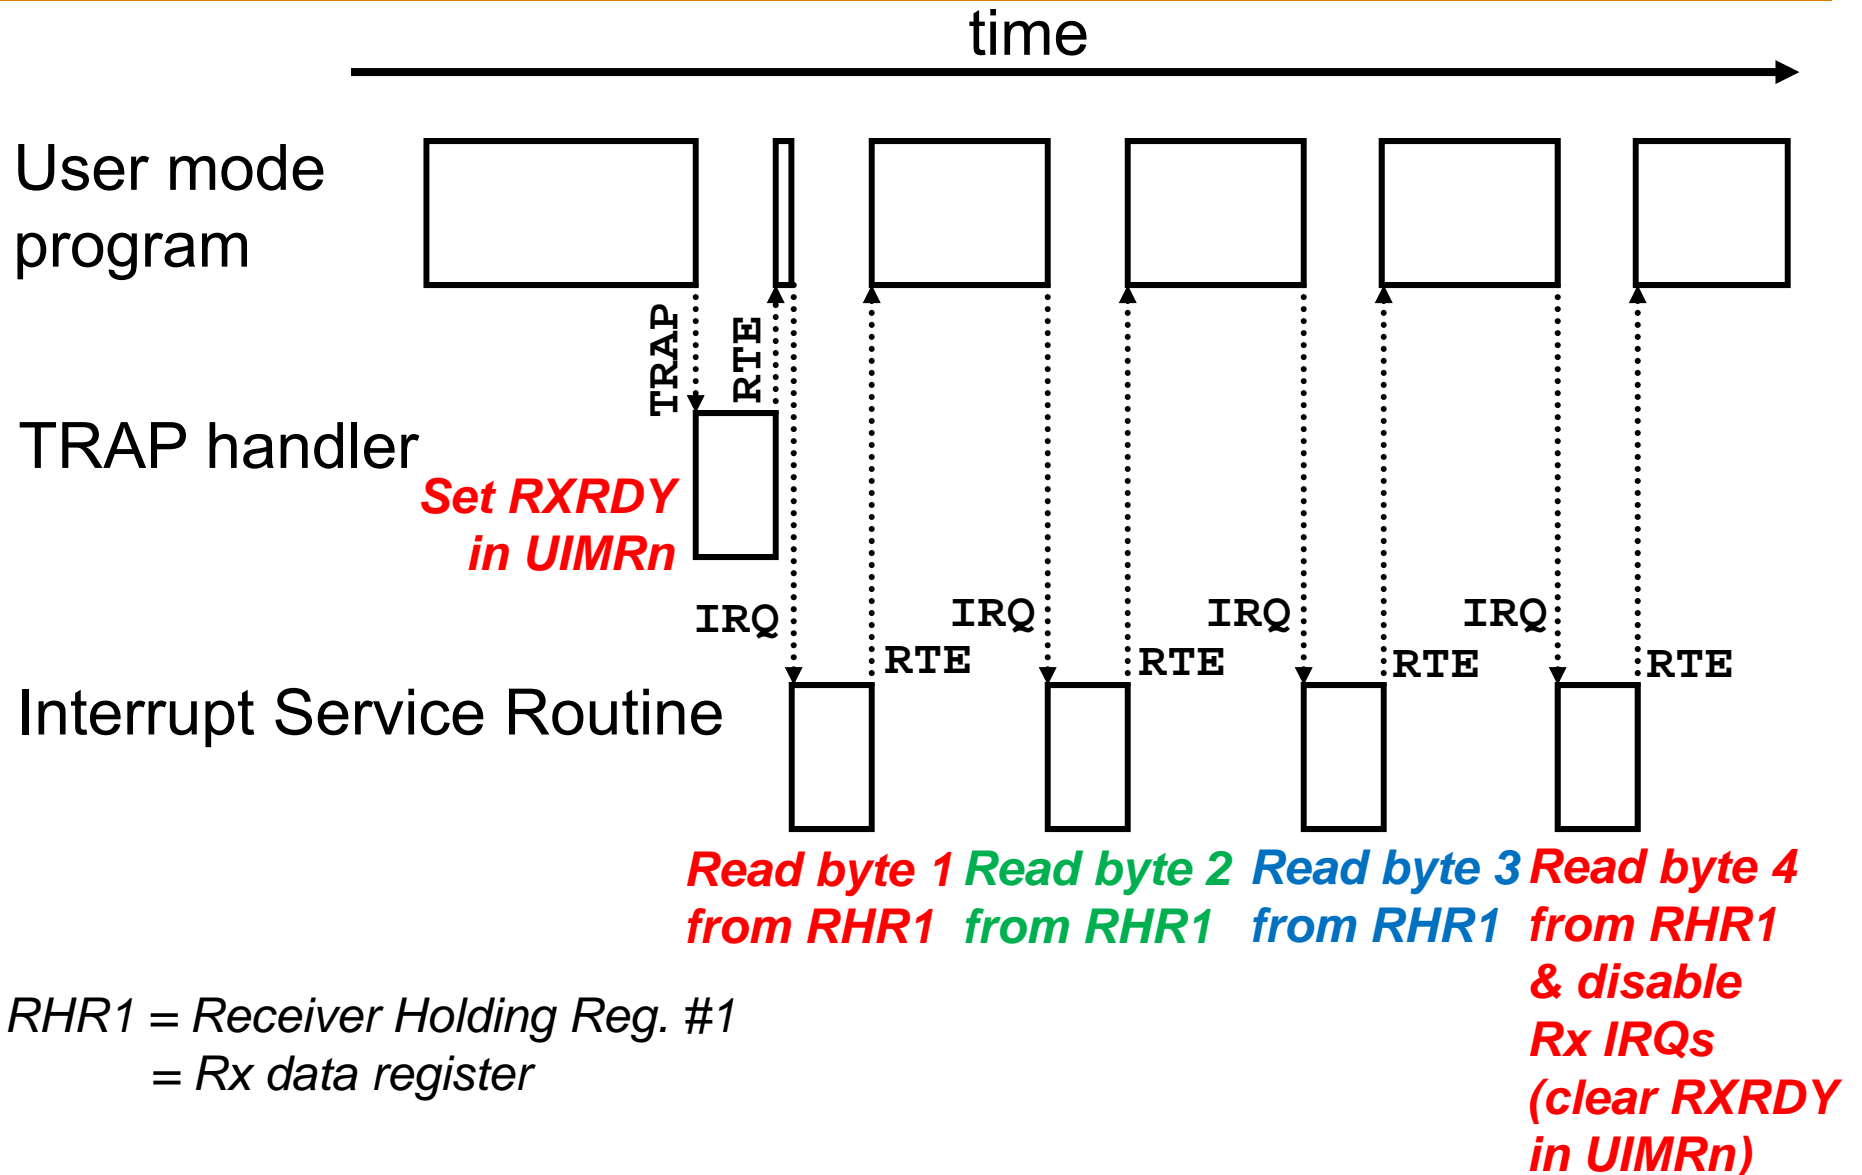 time
User mode
program
TRAP
RTE
TRAP handler
Set RXRDY
in UIMRn
IRQ
IRQ
IRQ
IRQ
RTE
RTE
RTE
RTE
Interrupt Service Routine
Read byte 1
from RHR1
Read byte 2
from RHR1
Read byte 3
from RHR1
Read byte 4
from RHR1
& disable
Rx IRQs
(clear RXRDY
in UIMRn)
RHR1 = Receiver Holding Reg. #1
= Rx data register